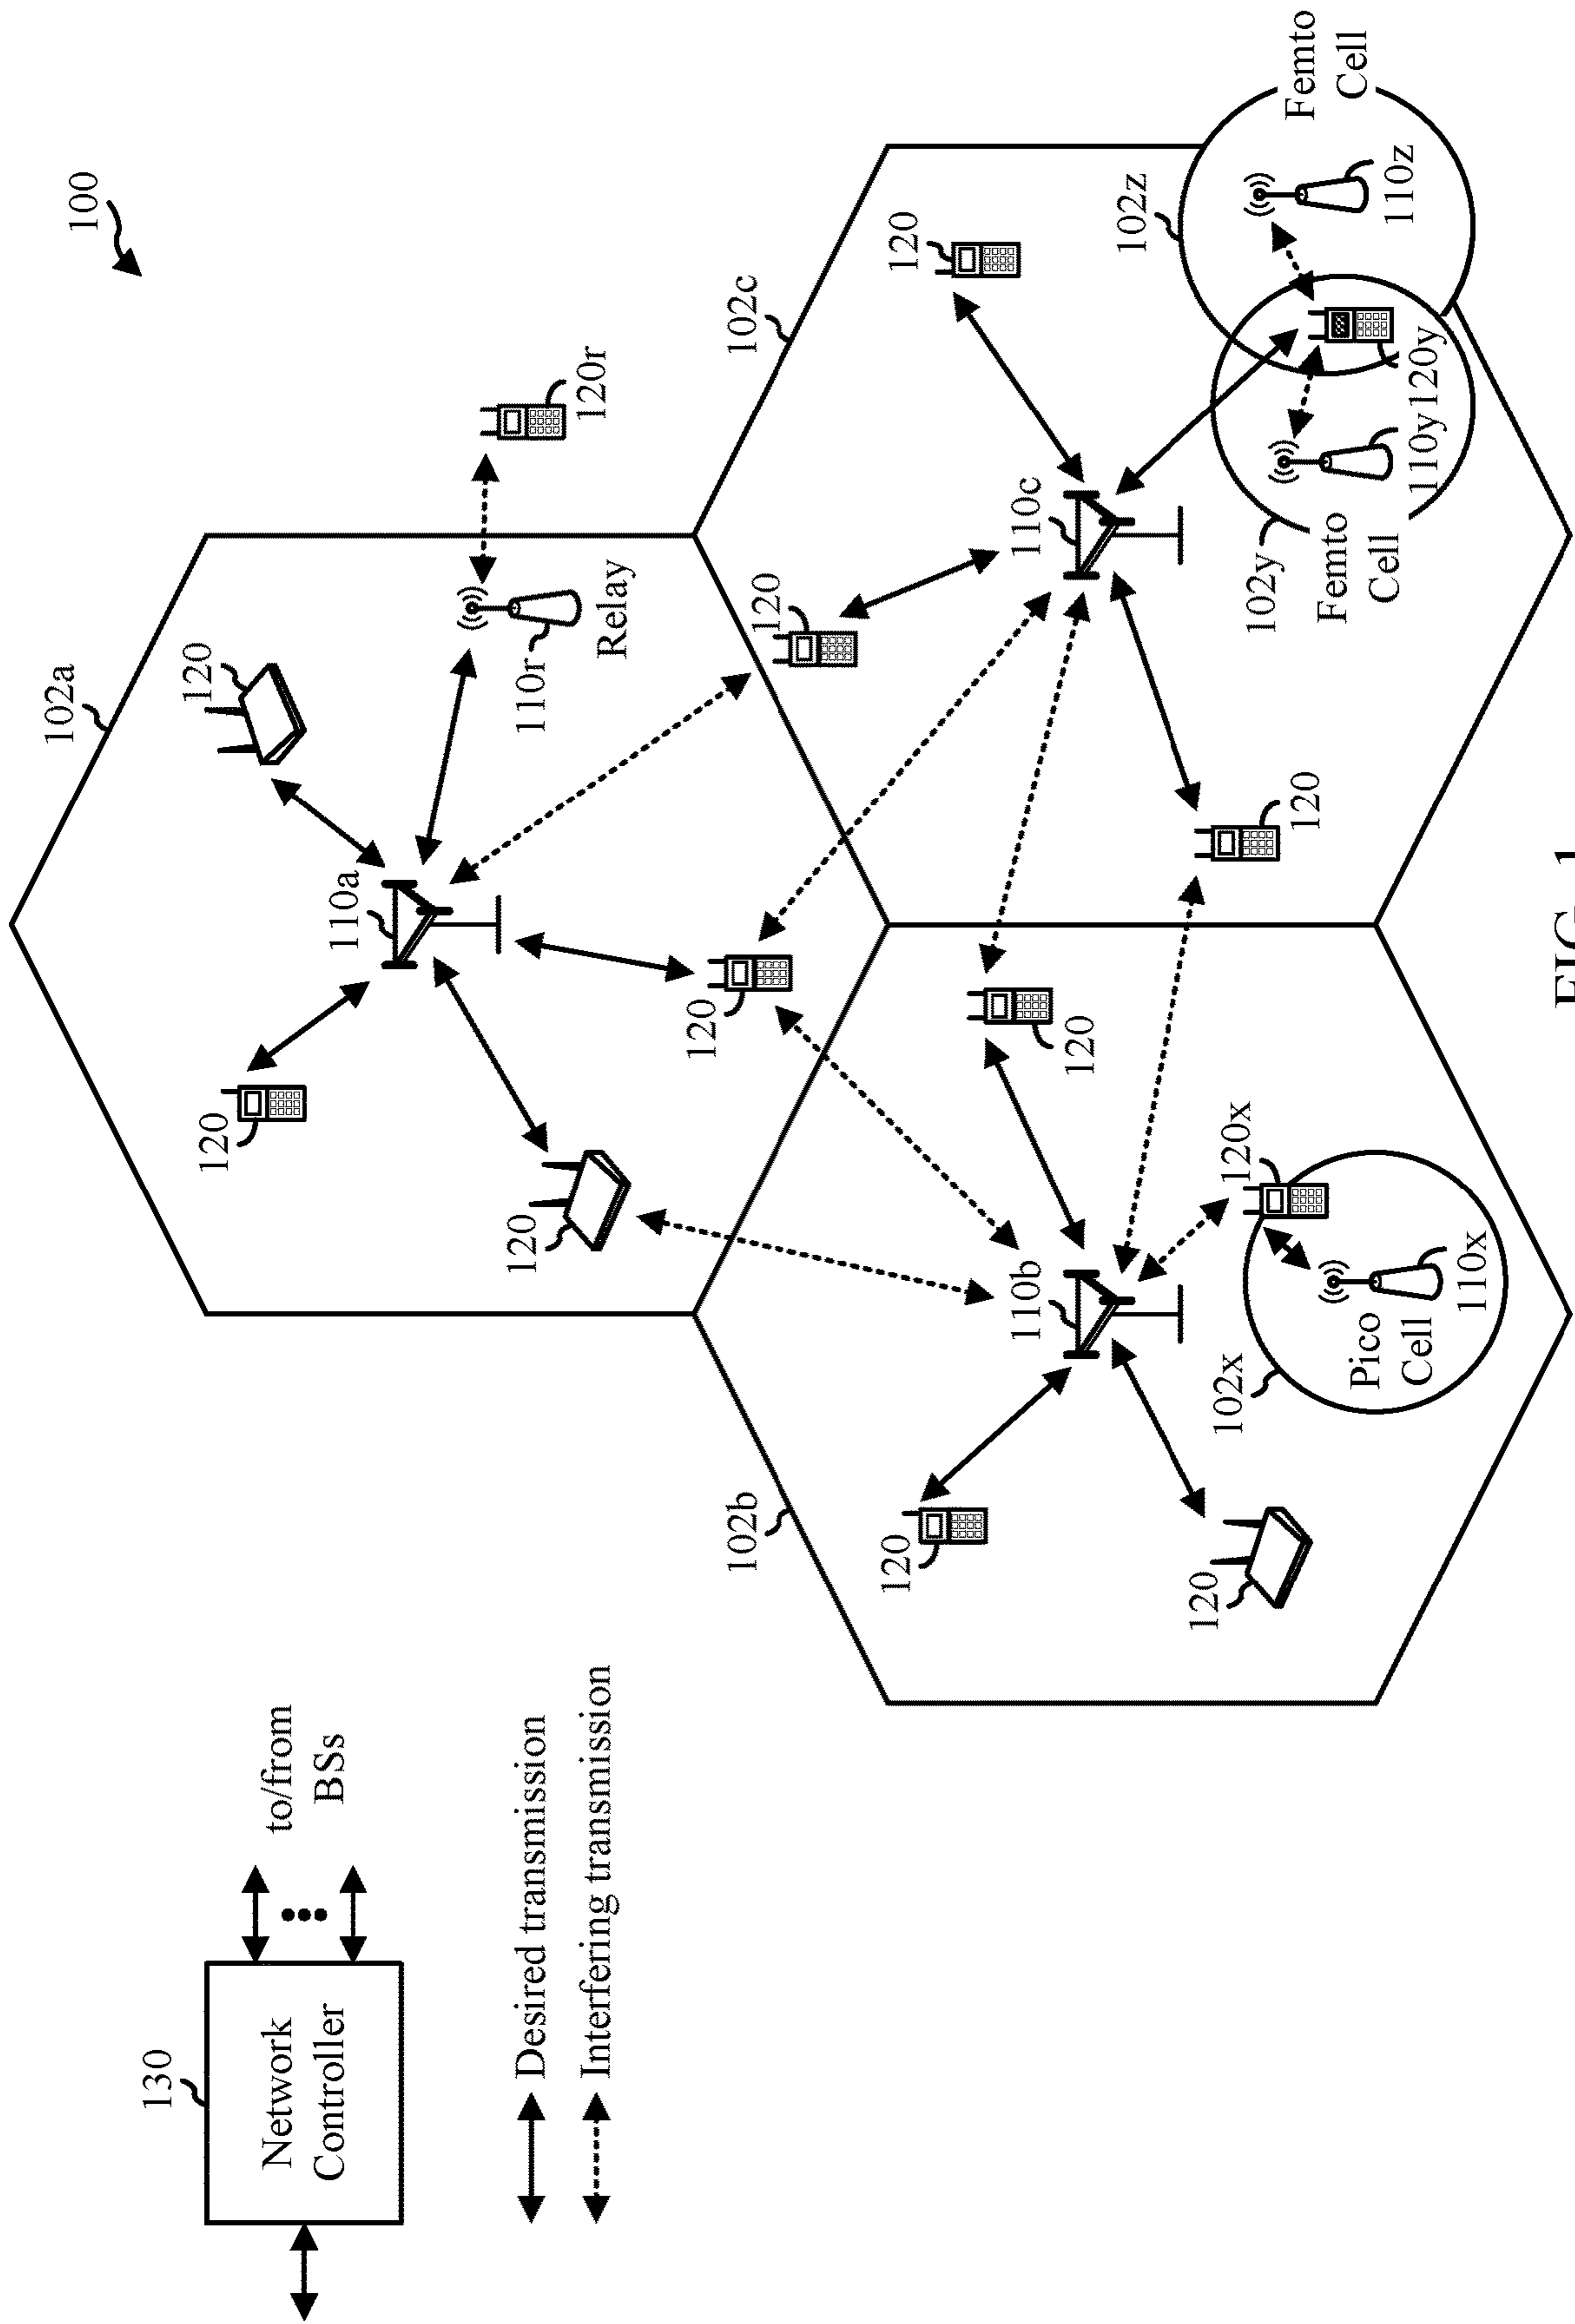 100
130
Network
Controller
to/from
BSs
Desired transmission
Interfering transmission
102a
120
120
110a
120
120
110r
Relay
120r
102b
120
120
110b
120
102x
Pico
Cell
110x
120x
102c
120
120
110c
120
102y
Femto
Cell
110y
120y
102z
110z
Femto
Cell
FIG. 1